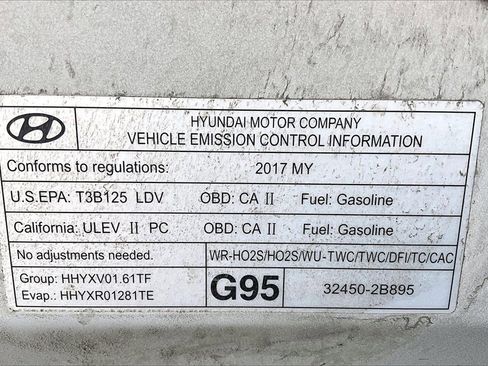 HYUNDAI MOTOR COMPANY
VEHICLE EMISSION CONTROL INFORMATION
Conforms to regulations: 2017 MY
U.S.EPA: T3B125 LDV OBD: CA II Fuel: Gasoline
California: ULEV II PC OBD: CA II Fuel: Gasoline
No adjustments needed. WR-HO2S/HO2S/WU-TWC/TWC/DFI/TC/CAC
Group: HHYXV01.61TF
Evap.: HHYXR01281TE
G95
32450-2B895